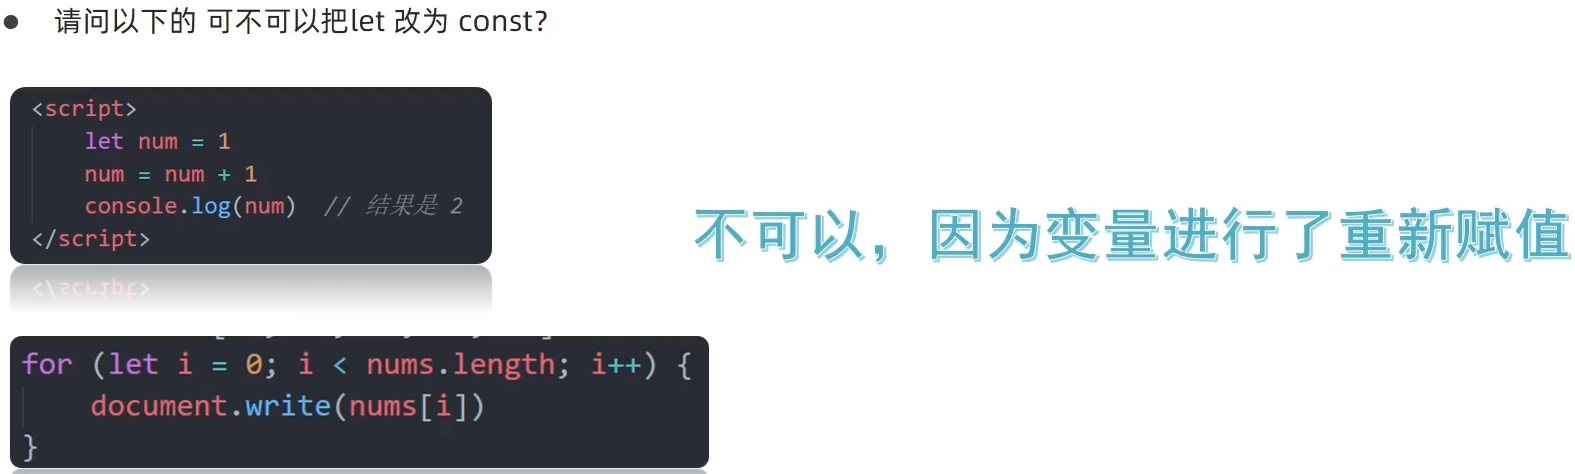 ● 请问以下的 可不可以把let 改为 const?
<script>
let num = 1
num = num + 1
console.log(num) // 结果是 2
</script>
不可以，因为变量进行了重新赋值
for (let i = 0; i < nums.length; i++) {
document.write(nums[i])
}